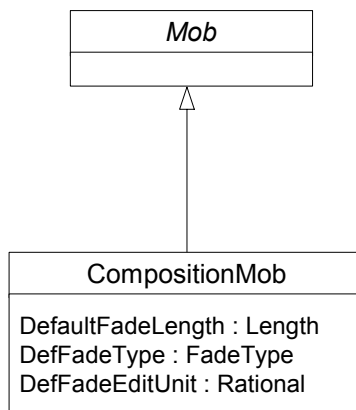 Mob
CompositionMob
DefaultFadeLength : Length
DefFadeType : FadeType
DefFadeEditUnit : Rational